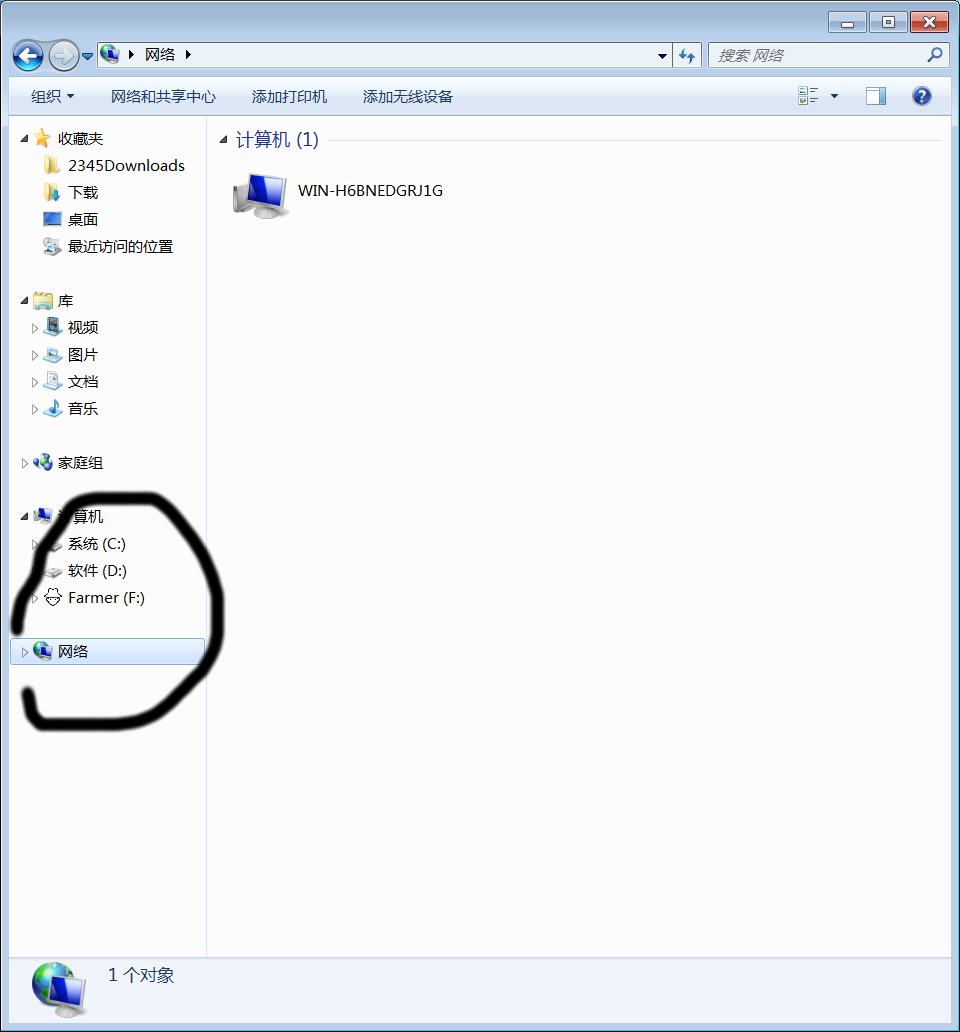 网络
搜索 网络
组织 网络和共享中心 添加打印机 添加无线设备
收藏夹
2345Downloads
下载
桌面
最近访问的位置
库
视频
图片
文档
音乐
家庭组
计算机
系统 (C:)
软件 (D:)
Farmer (F:)
网络
计算机 (1)
WIN-H6BNEDGRJ1G
1 个对象